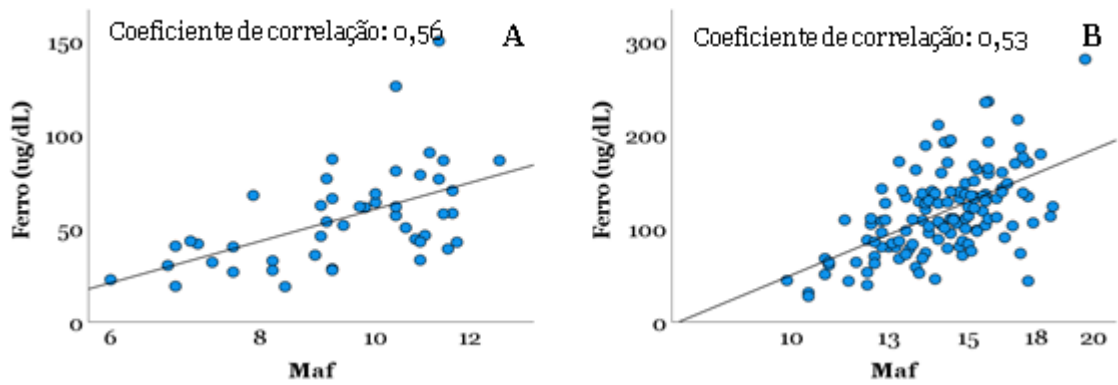 Coeficiente de correlação: 0,56 A
Ferro (ug/dL)
150
100
50
0
6 8 10 12
Maf
Coeficiente de correlação: 0,53 B
Ferro (ug/dL)
300
200
100
0
10 13 15 18 20
Maf